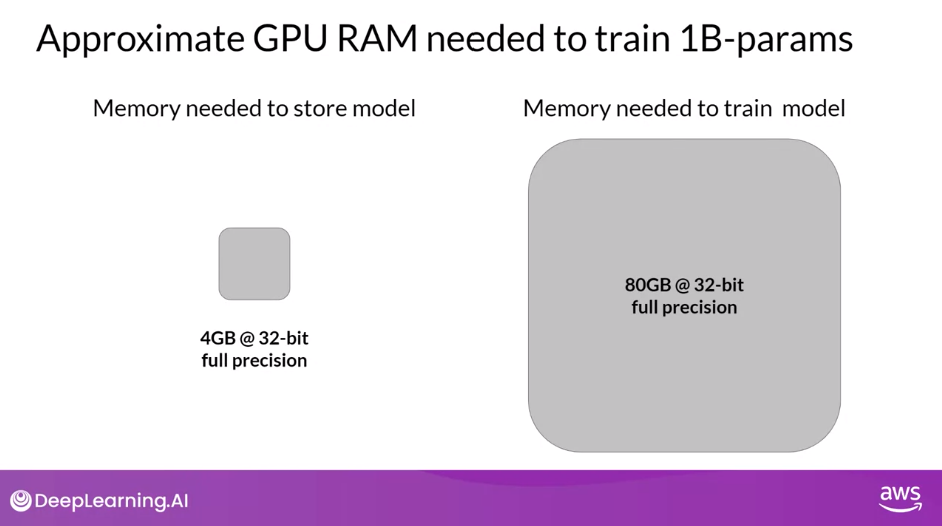 Approximate GPU RAM needed to train 1B-params
Memory needed to store model
Memory needed to train  model
4GB @ 32-bit
full precision
80GB @ 32-bit
full precision
DeepLearning.AI
aws